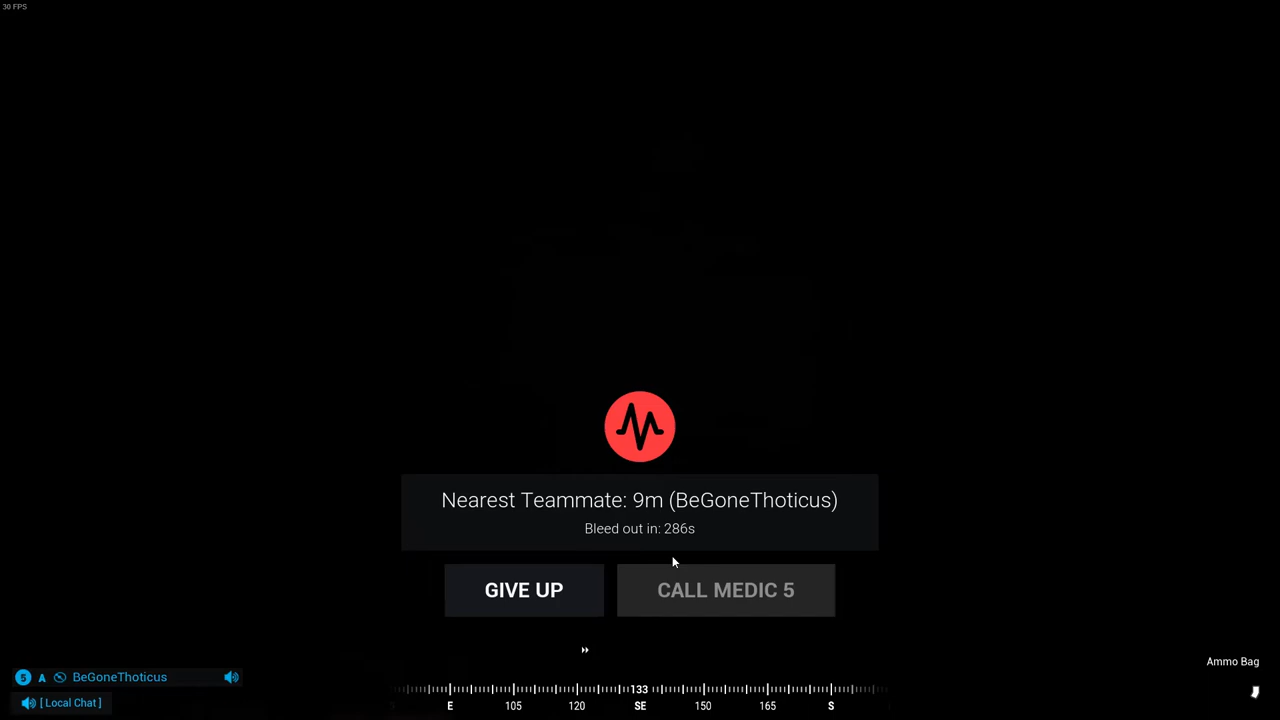 30 FPS
Nearest Teammate: 9m (BeGoneThoticus)
Bleed out in: 286s
GIVE UP
CALL MEDIC 5
Ammo Bag
5 A BeGoneThoticus
[ Local Chat ]
133
E 105 120 SE 150 165 S